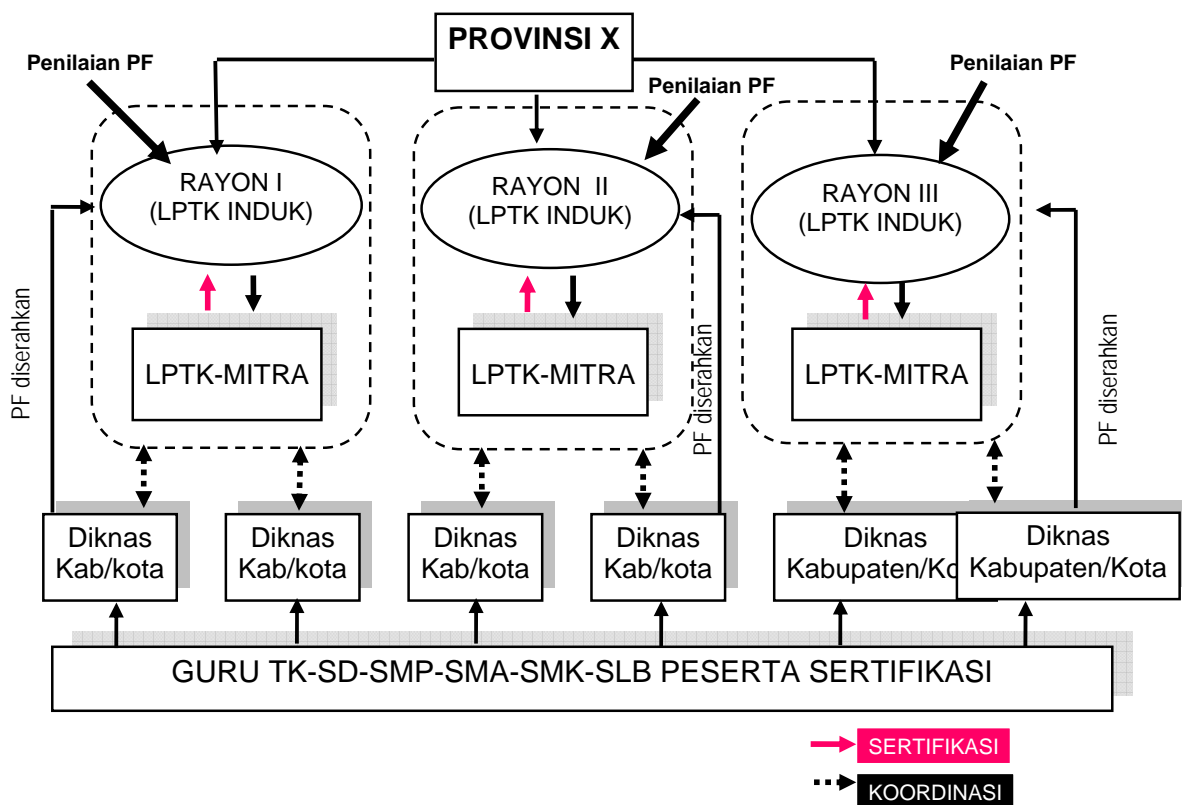 PROVINSI X
Penilaian PF
Penilaian PF
Penilaian PF
RAYON I
(LPTK INDUK)
RAYON II
(LPTK INDUK)
RAYON III
(LPTK INDUK)
PF diserahkan
LPTK-MITRA
LPTK-MITRA
PF diserahkan
LPTK-MITRA
PF diserahkan
Diknas
Kab/kota
Diknas
Kab/kota
Diknas
Kab/kota
Diknas
Kab/kota
Diknas
Kabupaten/Ko
Diknas
Kabupaten/Kota
GURU TK-SD-SMP-SMA-SMK-SLB PESERTA SERTIFIKASI
SERTIFIKASI
KOORDINASI